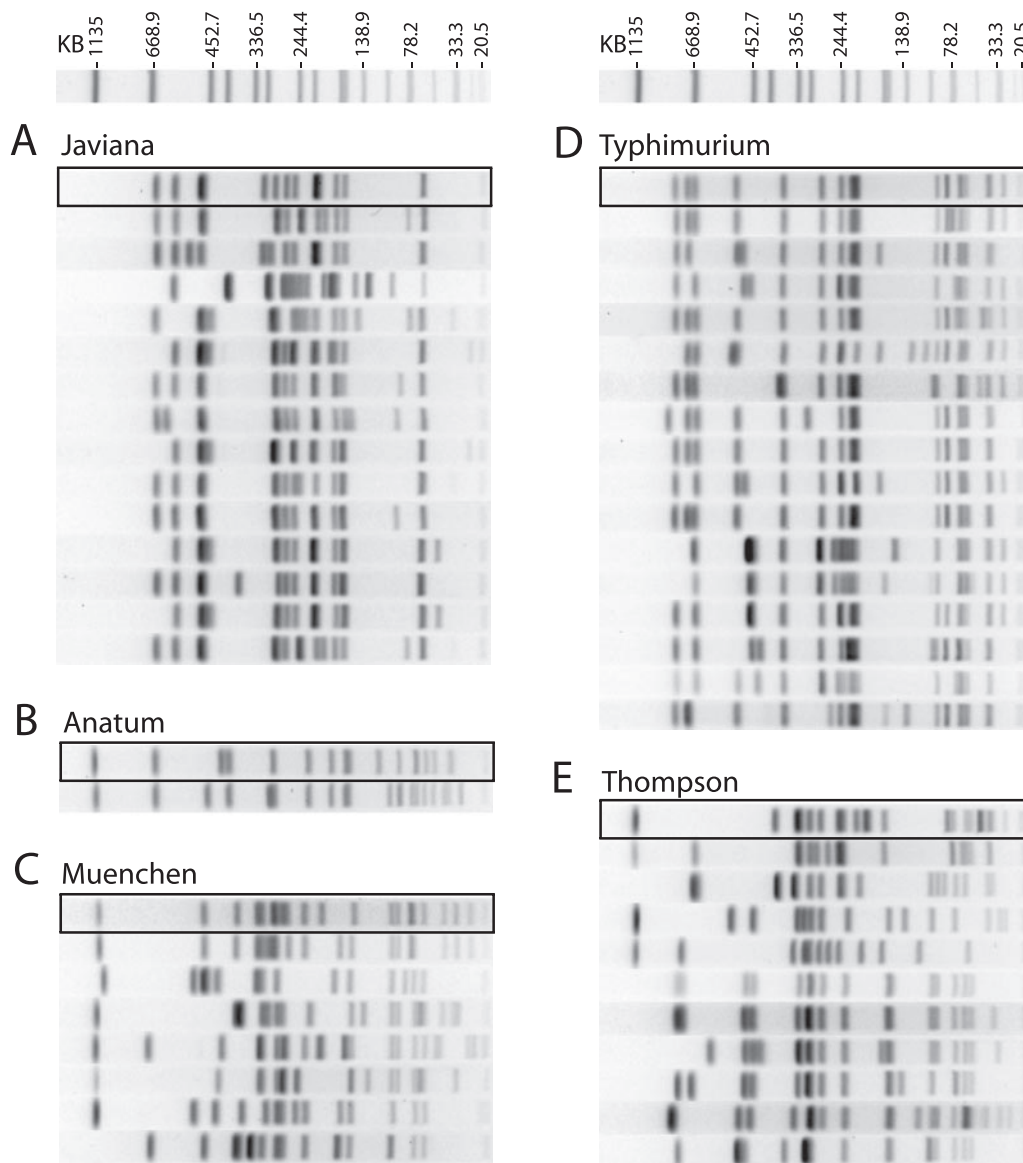 KB 1135 668.9 452.7 336.5 244.4 138.9 78.2 33.3 20.5
KB 1135 668.9 452.7 336.5 244.4 138.9 78.2 33.3 20.5
A Javiana
D Typhimurium
B Anatum
E Thompson
C Muenchen